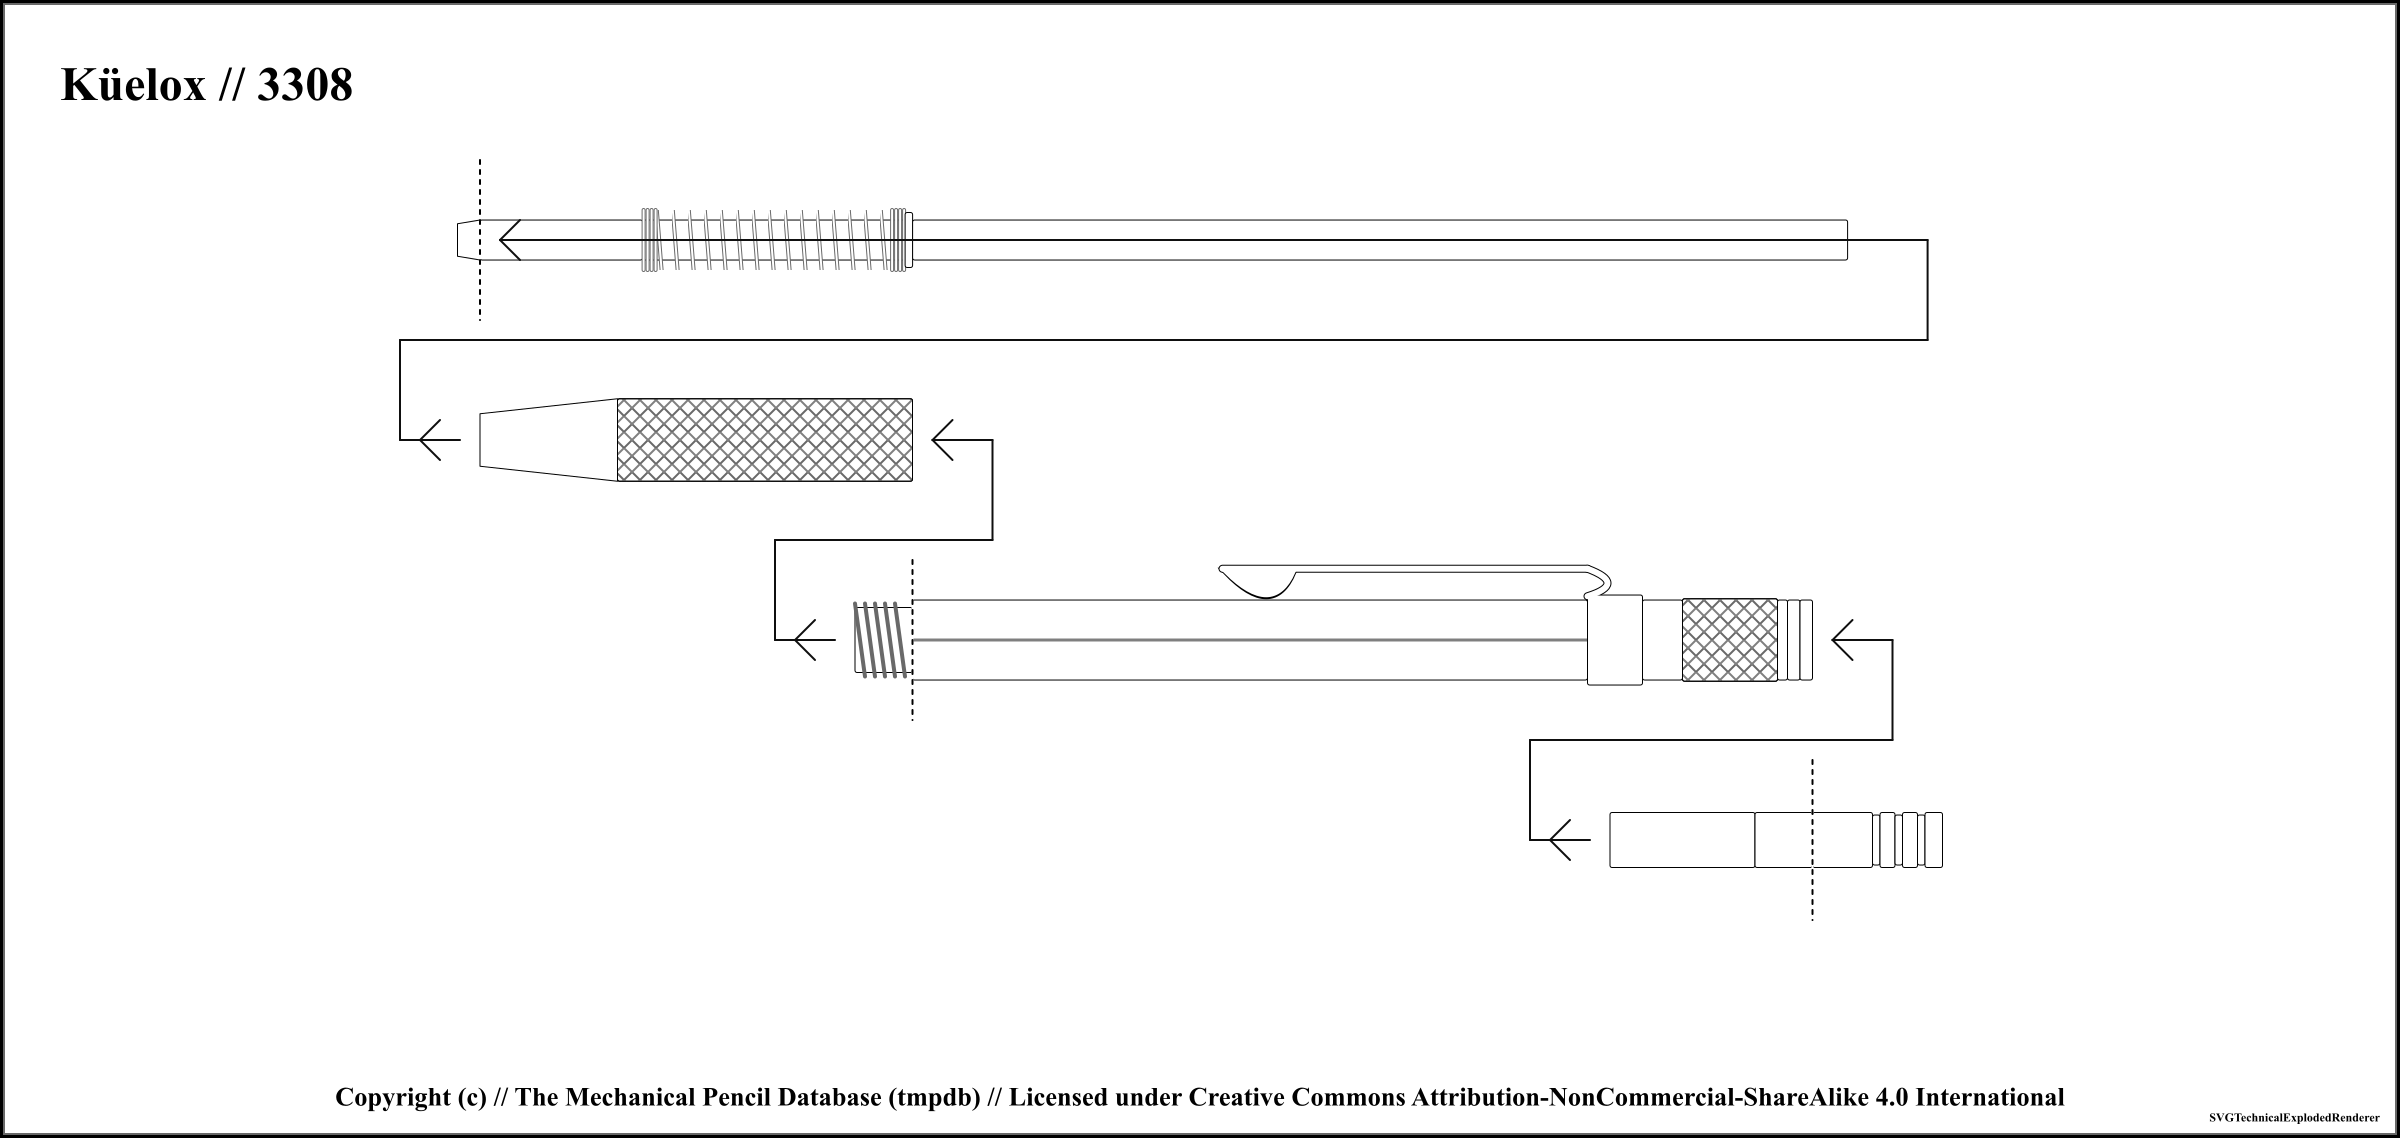 Küelox // 3308
Copyright (c) // The Mechanical Pencil Database (tmpdb) // Licensed under Creative Commons Attribution-NonCommercial-ShareAlike 4.0 International
SVGTechnicalExplodedRenderer